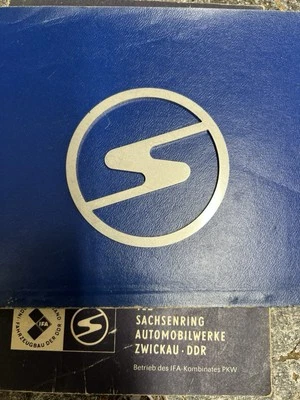 SACHSENRING
AUTOMOBILWERKE
ZWICKAU · DDR
Betrieb des IFA-Kombinates PKW
IFA
FAHRZEUGBAU DER DDR